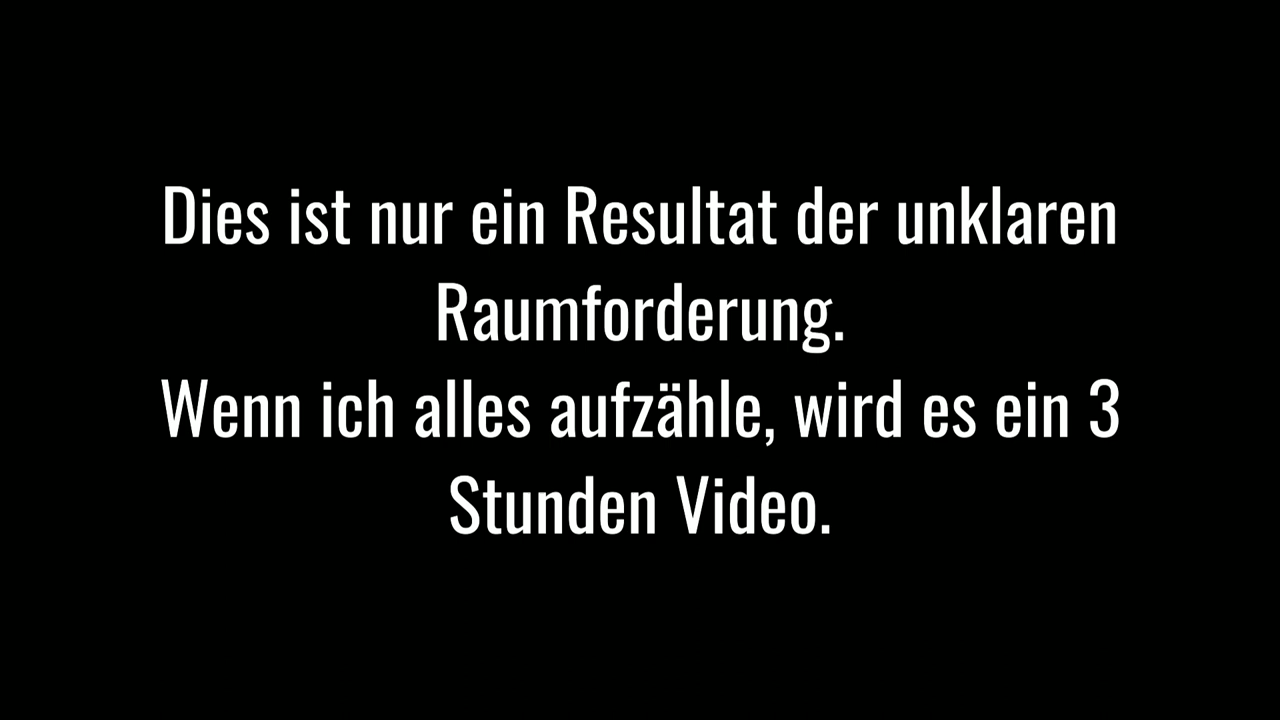 Dies ist nur ein Resultat der unklaren
Raumforderung.
Wenn ich alles aufzähle, wird es ein 3
Stunden Video.